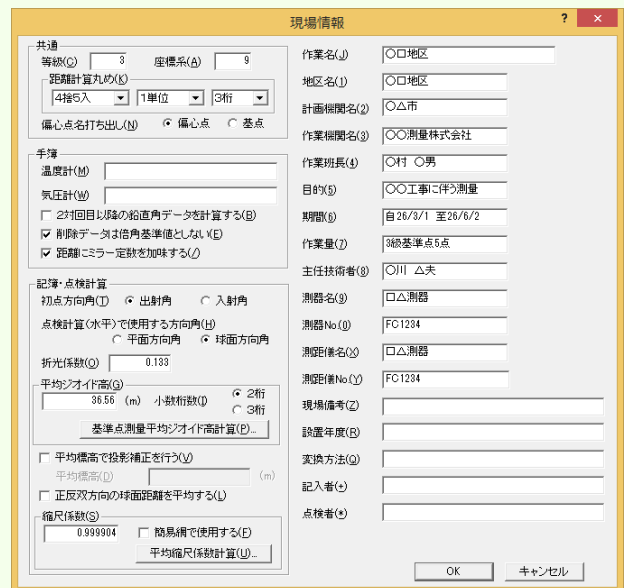 現場情報
? ×
共通
等級(C) 3 座標系(A) 9
距離計算丸め(K)
4捨5入 1単位 3桁
偏心点名打ち出し(N) 偏心点 基点
手簿
温度計(M)
気圧計(W)
2対回目以降の鉛直角データを計算する(B)
削除データは倍角基準値としない(E)
距離にミラー定数を加味する(/)
記簿・点検計算
初点方向角(T) 出射角 入射角
点検計算(水平)で使用する方向角(H)
平面方向角 球面方向角
折光係数(O) 0.133
平均ジオイド高(G)
36.56 (m) 小数桁数(I) 2桁
3桁
基準点測量平均ジオイド高計算(P)...
平均標高で投影補正を行う(V)
平均標高(D) (m)
正反双方向の球面距離を平均する(L)
縮尺係数(S)
0.999904 簡易網で使用する(F)
平均縮尺係数計算(U)...
作業名(J) 〇口地区
地区名(1) 〇口地区
計画機関名(2) 〇△市
作業機関名(3) 〇〇測量株式会社
作業班長(4) 〇村 〇男
目的(5) 〇〇工事に伴う測量
期間(6) 自26/3/1 至26/6/2
作業量(7) 3級基準点5点
主任技術者(8) 〇川 △夫
測器名(9) 口△測器
測器No.(0) FC1234
測距儀名(X) 口△測器
測距儀No.(Y) FC1234
現場備考(Z)
設置年度(R)
変換方法(Q)
記入者(+)
点検者(*)
OK キャンセル